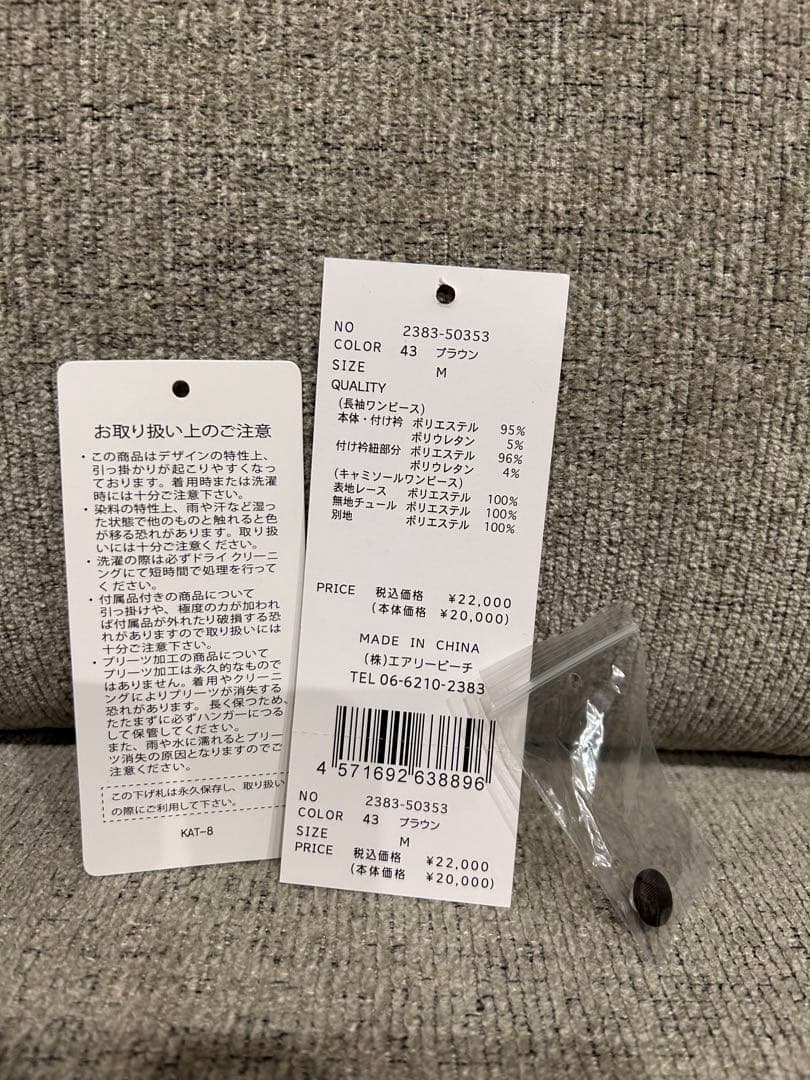 お取り扱い上のご注意
・この商品はデザインの特性上、
引っ掛かりが起こりやすくなっ
ております。着用時または洗濯
時には十分ご注意下さい。
・染料の特性上、雨や汗など湿っ
た状態で他のものと触れると色
が移る恐れがあります。取り扱
いには十分ご注意ください。
・洗濯の際は必ずドライクリーニ
ングにて短時間で処理を行って
ください。
・付属品付きの商品について
引っ掛けや、極度の力が加われ
ば付属品が外れたり破損する恐
れがありますので取り扱いには
十分ご注意下さい。
・プリーツ加工の商品について
プリーツ加工は永久的なもので
はありません。着用やクリーニ
ングによりプリーツが消失する
恐れがあります。長く保つため、
たたまずに必ずハンガーにつる
して保管してください。
また、雨や水に濡れるとプリー
ツ消失の原因となりますのでご
注意ください。
この下げ札は永久保存し、取り扱い
の際にご利用して下さい。
KAT-8
NO 2383-50353
COLOR 43 ブラウン
SIZE M
QUALITY
(長袖ワンピース)
本体・付け衿 ポリエステル 95%
ポリウレタン 5%
付け衿紐部分 ポリエステル 96%
ポリウレタン 4%
(キャミソールワンピース)
表地レース ポリエステル 100%
無地チュール ポリエステル 100%
別地 ポリエステル 100%
PRICE 税込価格 ¥22,000
(本体価格 ¥20,000)
MADE IN CHINA
(株)エアリーピーチ
TEL 06-6210-2383
4 571692 638896
NO 2383-50353
COLOR 43 ブラウン
SIZE M
PRICE 税込価格 ¥22,000
(本体価格 ¥20,000)